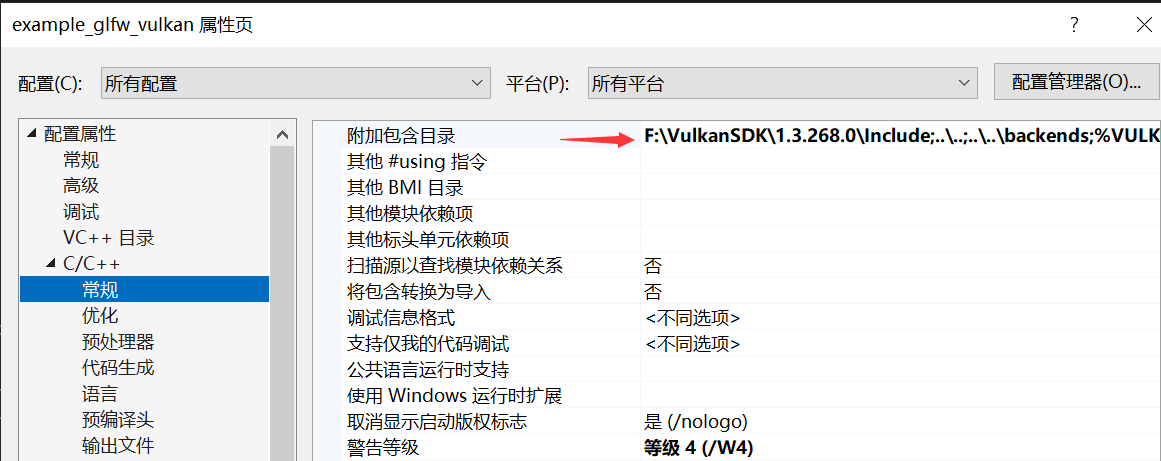 example_glfw_vulkan 属性页
配置(C): 所有配置 平台(P): 所有平台 配置管理器(O)...
配置属性
常规
高级
调试
VC++ 目录
C/C++
常规
优化
预处理器
代码生成
语言
预编译头
输出文件
附加包含目录 F:\VulkanSDK\1.3.268.0\Include;..\..;..\..\backends;%VULK
其他 #using 指令
其他 BMI 目录
其他模块依赖项
其他标头单元依赖项
扫描源以查找模块依赖关系 否
将包含转换为导入 否
调试信息格式 <不同选项>
支持仅我的代码调试 <不同选项>
公共语言运行时支持
使用 Windows 运行时扩展
取消显示启动版权标志 是 (/nologo)
警告等级 等级 4 (/W4)